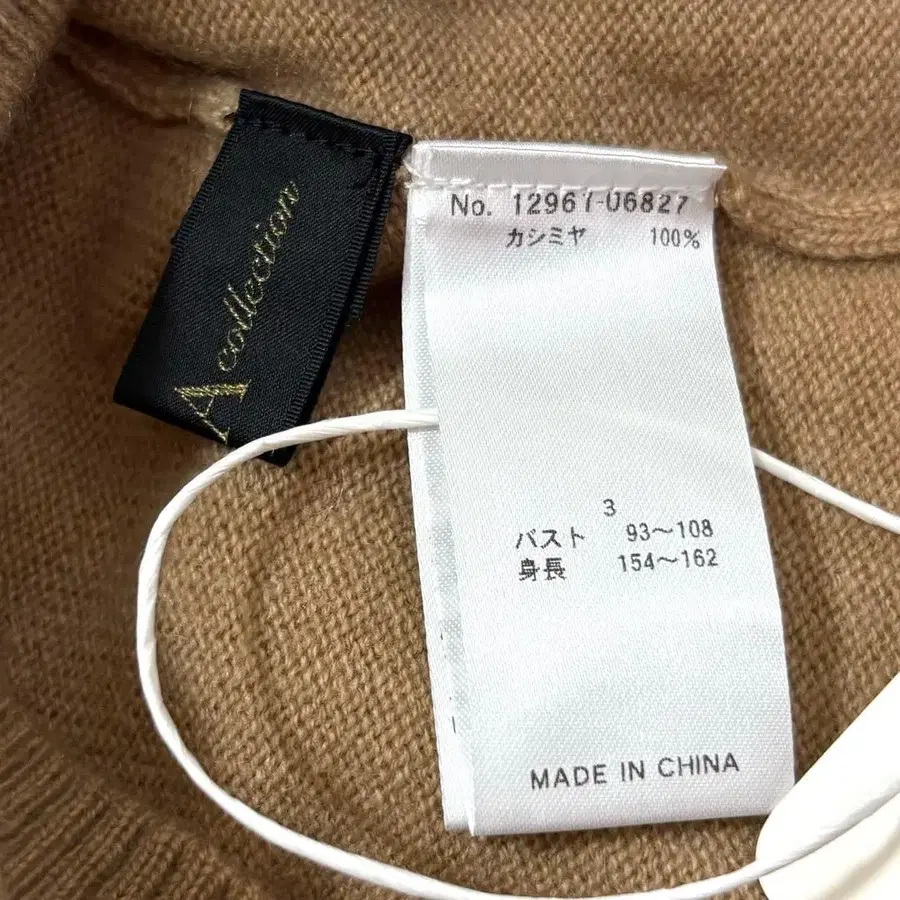 A collection
No. 12967-06827
カシミヤ 100%
3
バスト 93～108
身長 154～162
MADE IN CHINA